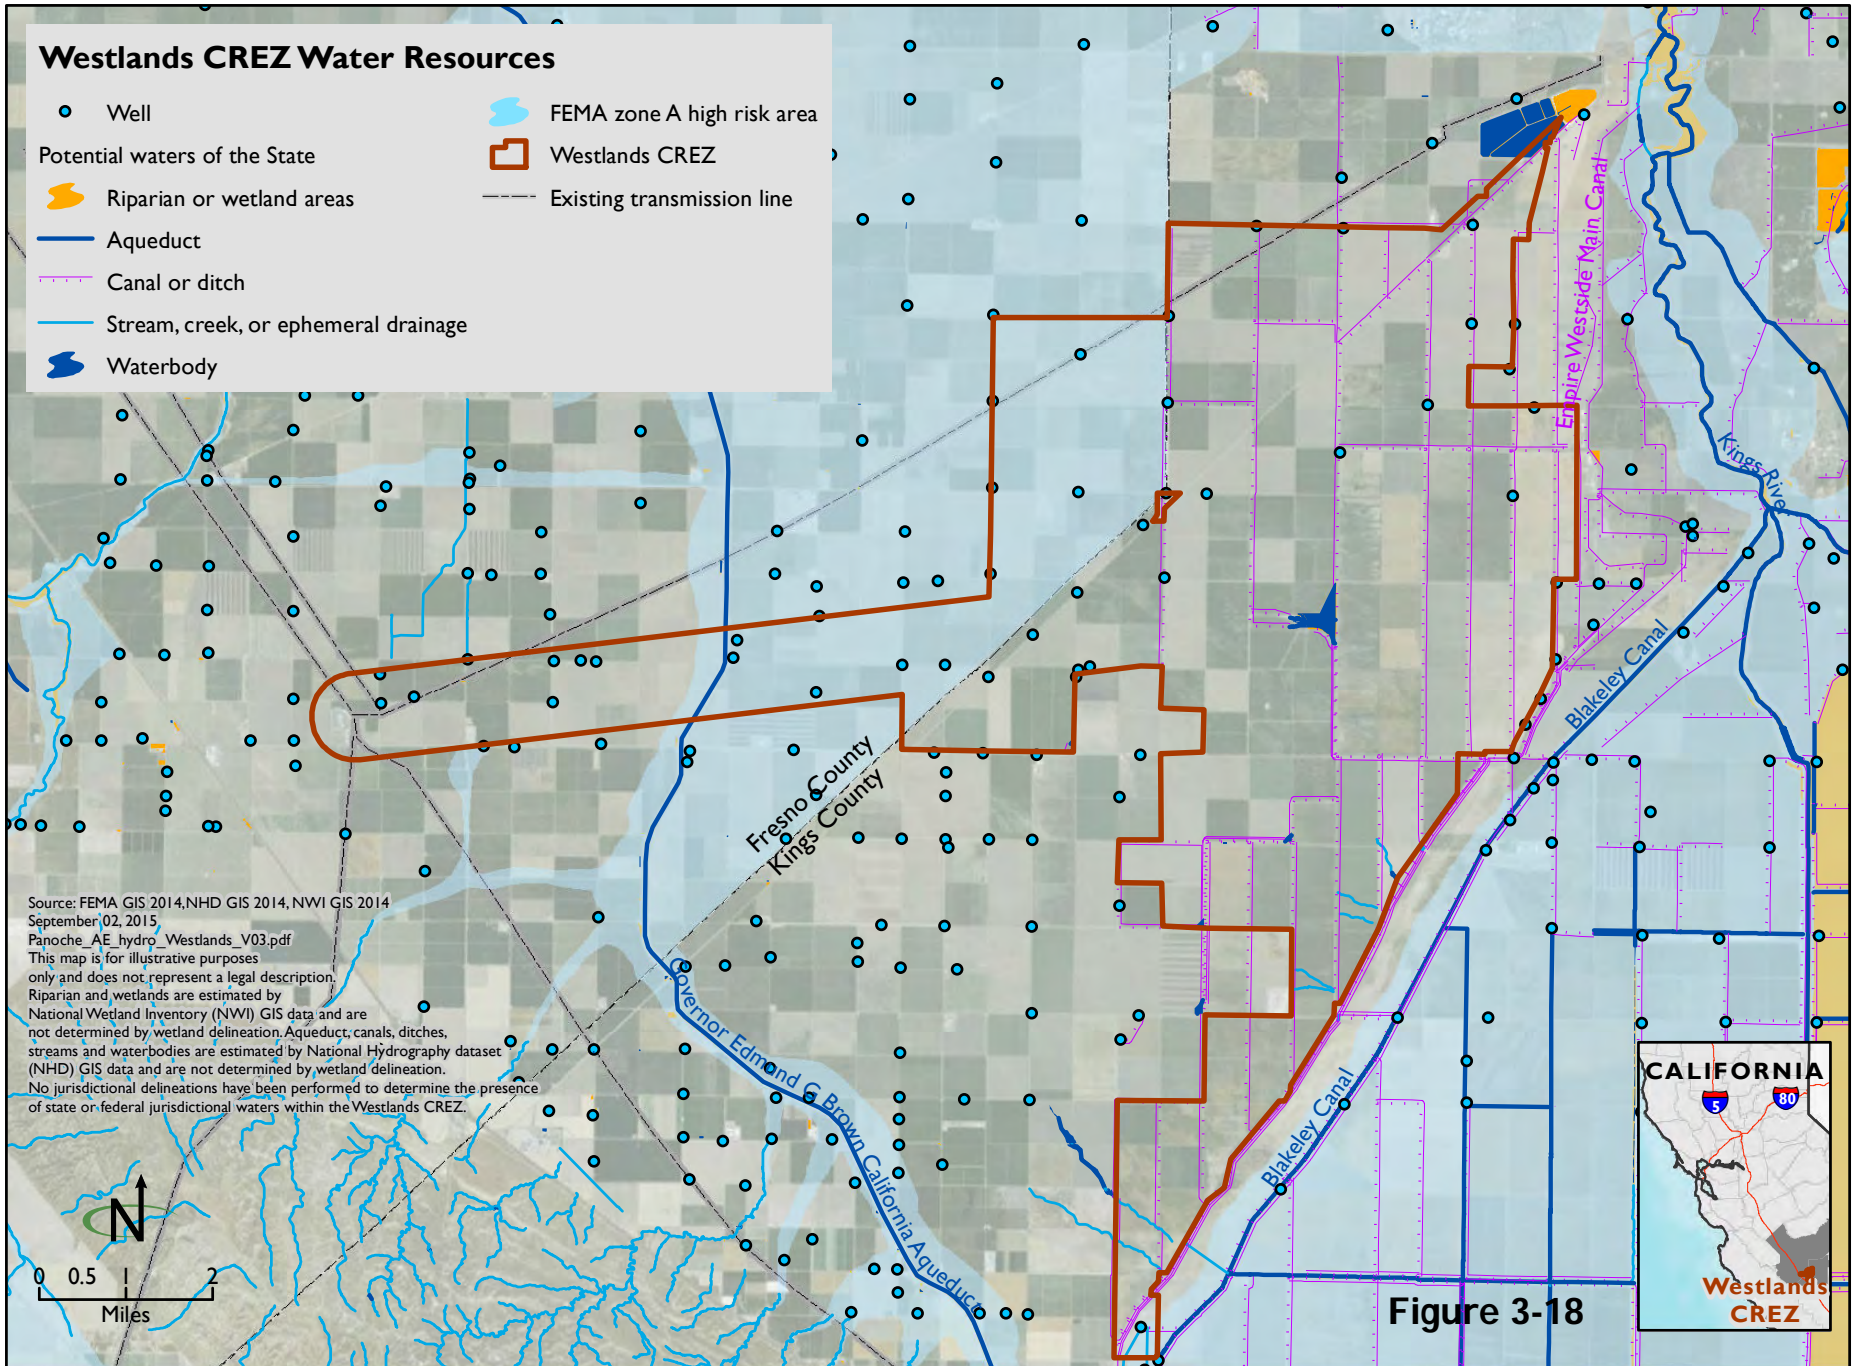 Westlands CREZ Water Resources
Well
Potential waters of the State
Riparian or wetland areas
Aqueduct
Canal or ditch
Stream, creek, or ephemeral drainage
Waterbody
FEMA zone A high risk area
Westlands CREZ
Existing transmission line
Empire Westside Main Canal
Kings River
Blakeley Canal
Fresno County
Kings County
Governor Edmund G Brown California Aqueduct
Blakeley Canal
Source: FEMA GIS 2014, NHD GIS 2014, NWI GIS 2014
September 02, 2015
Panoche_AE_hydro_Westlands_V03.pdf
This map is for illustrative purposes
only and does not represent a legal description.
Riparian and wetlands are estimated by
National Wetland Inventory (NWI) GIS data and are
not determined by wetland delineation. Aqueduct, canals, ditches,
streams and waterbodies are estimated by National Hydrography dataset
(NHD) GIS data and are not determined by wetland delineation.
No jurisdictional delineations have been performed to determine the presence
of state or federal jurisdictional waters within the Westlands CREZ.
N
0 0.5 1 2
Miles
Figure 3-18
CALIFORNIA
5
80
Westlands
CREZ